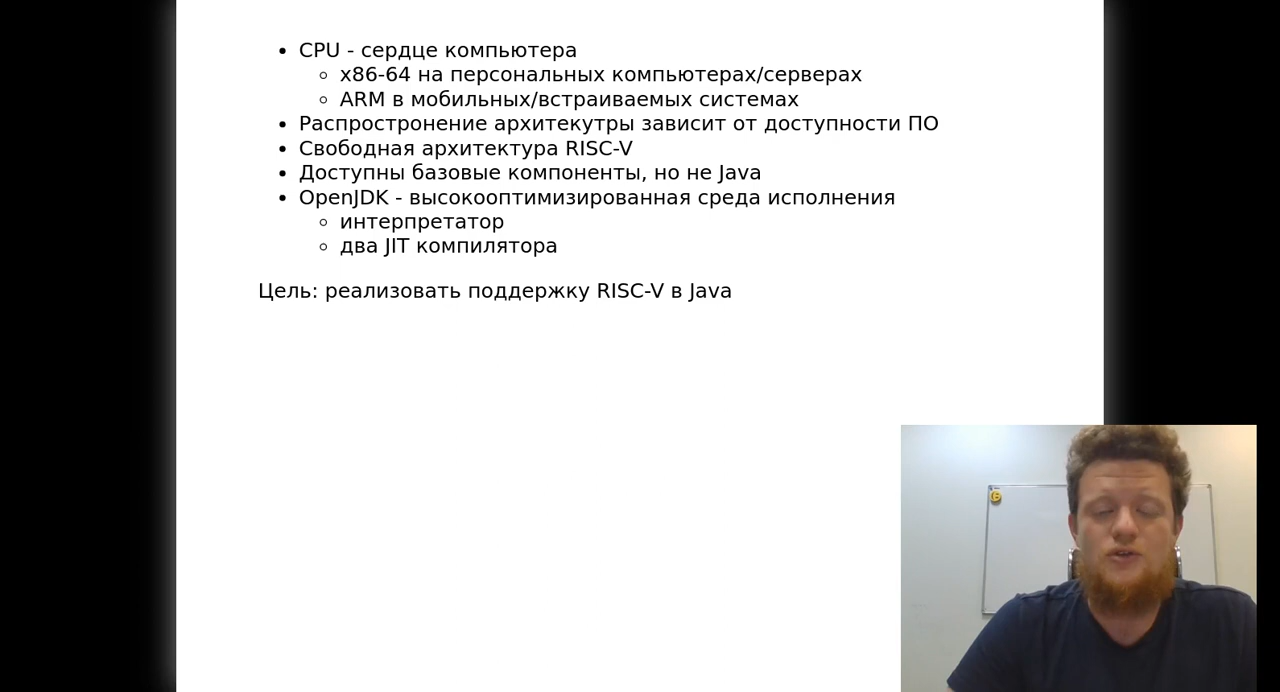 • CPU - сердце компьютера
◦ x86-64 на персональных компьютерах/серверах
◦ ARM в мобильных/встраиваемых системах
• Распростронение архитекутры зависит от доступности ПО
• Свободная архитектура RISC-V
• Доступны базовые компоненты, но не Java
• OpenJDK - высокооптимизированная среда исполнения
◦ интерпретатор
◦ два JIT компилятора
Цель: реализовать поддержку RISC-V в Java